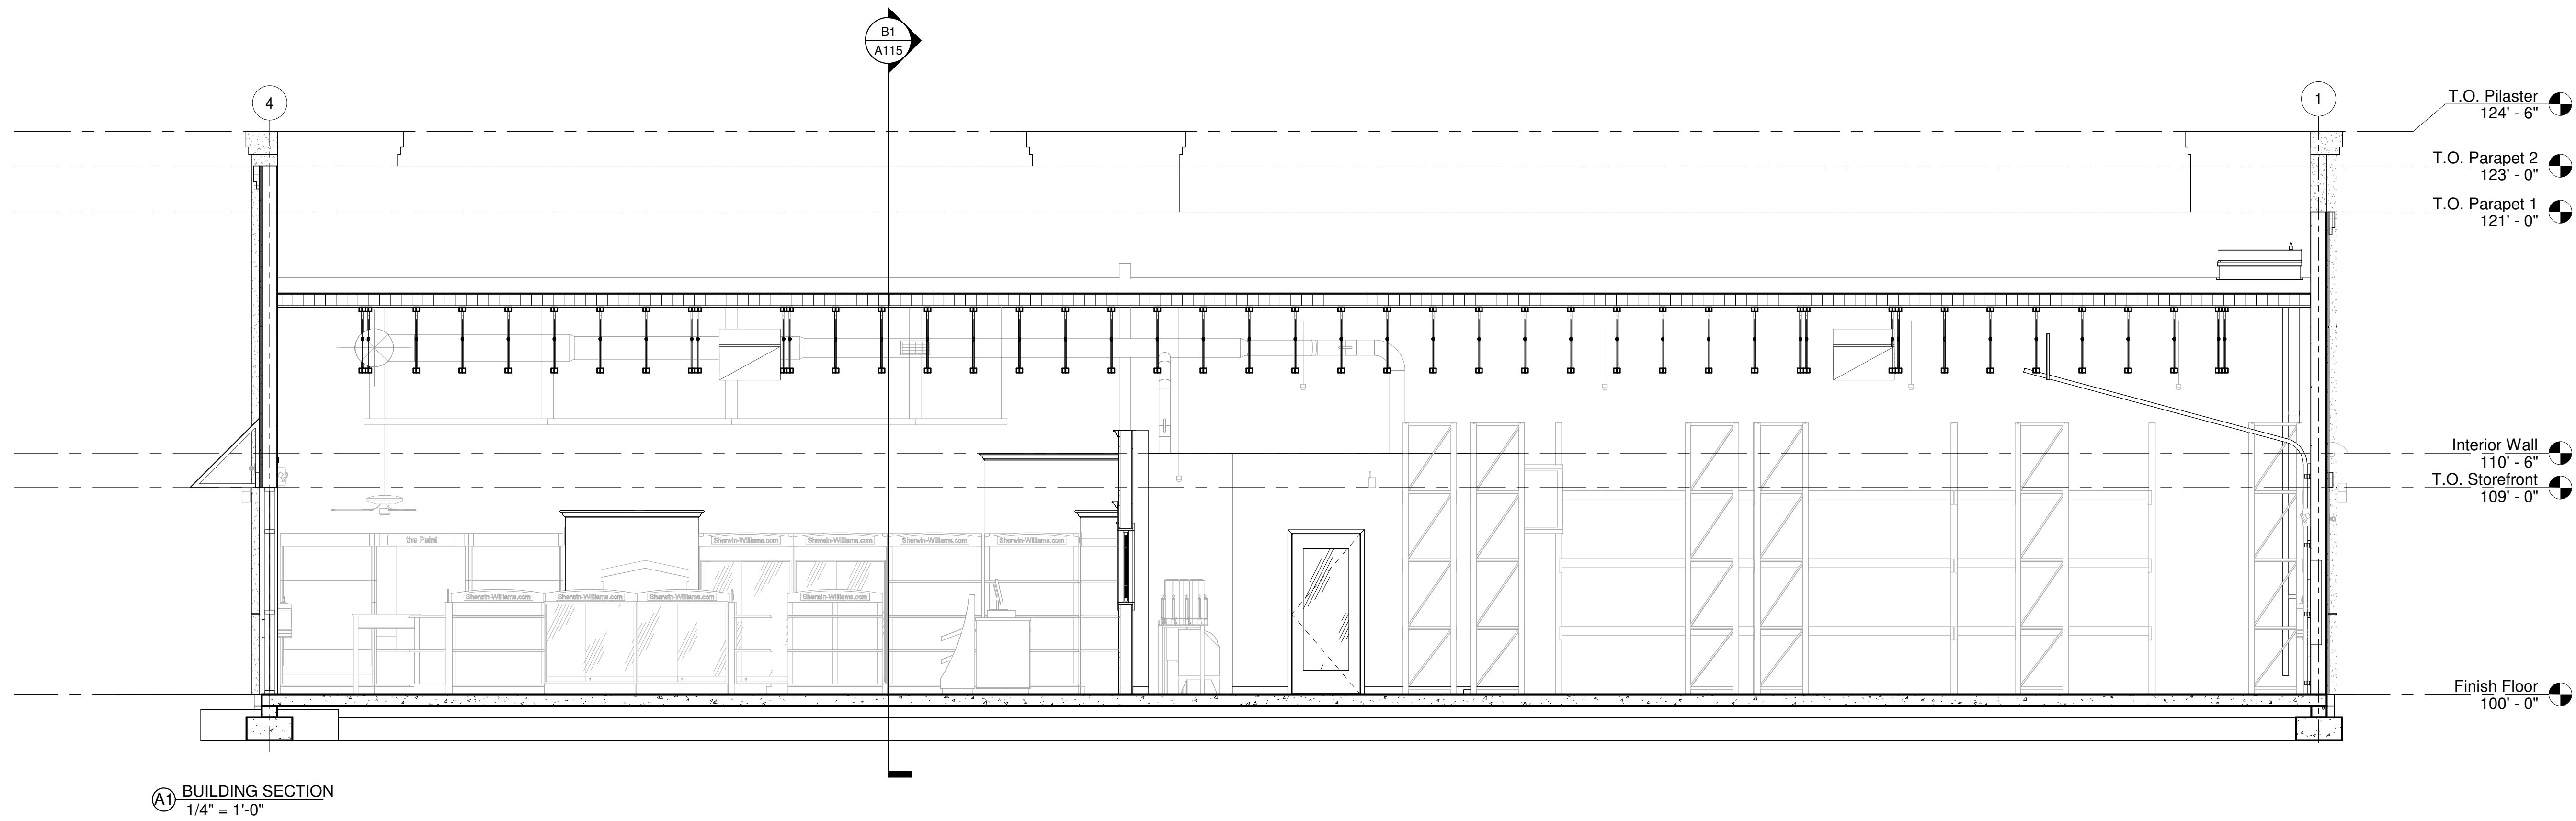 B1
A115
4
1
T.O. Pilaster
124' - 6"
T.O. Parapet 2
123' - 0"
T.O. Parapet 1
121' - 0"
Interior Wall
110' - 6"
T.O. Storefront
109' - 0"
the Paint
Sherwin-Williams.com
Sherwin-Williams.com
Sherwin-Williams.com
Sherwin-Williams.com
Sherwin-Williams.com
Sherwin-Williams.com
Sherwin-Williams.com
Sherwin-Williams.com
Finish Floor
100' - 0"
A1
BUILDING SECTION
1/4" = 1'-0"